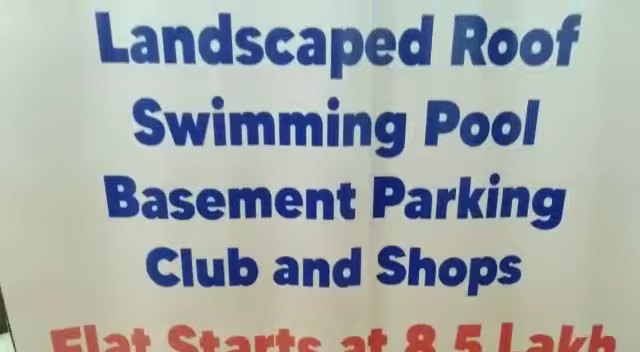 Landscaped Roof
Swimming Pool
Basement Parking
Club and Shops
Flat Starts at 8.5 Lakh